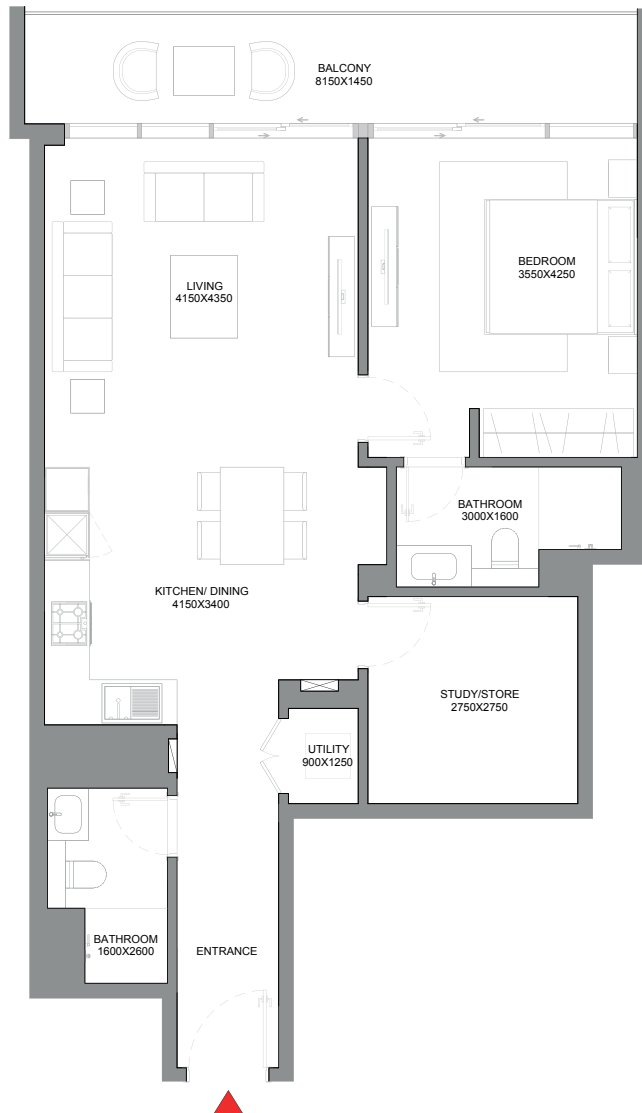 BALCONY
8150X1450
LIVING
4150X4350
BEDROOM
3550X4250
BATHROOM
3000X1600
KITCHEN/ DINING
4150X3400
STUDY/STORE
2750X2750
UTILITY
900X1250
BATHROOM
1600X2600
ENTRANCE